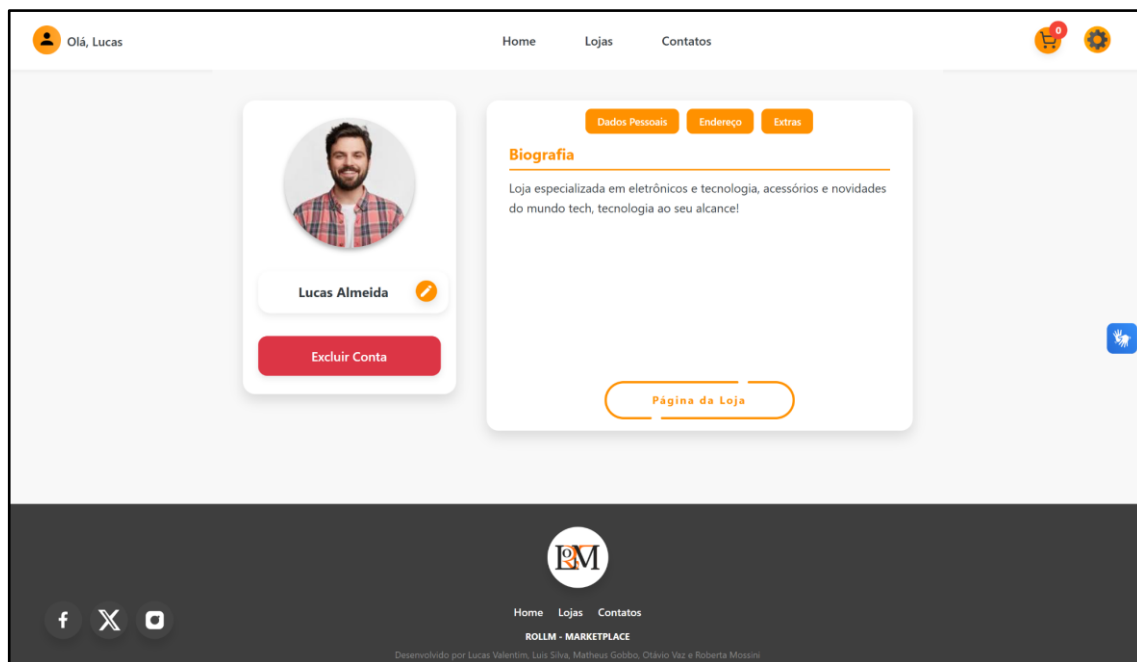 Olá, Lucas
Home Lojas Contatos
0
Dados Pessoais Endereço Extras
Biografia
Loja especializada em eletrônicos e tecnologia, acessórios e novidades
do mundo tech, tecnologia ao seu alcance!
Lucas Almeida
Excluir Conta
Página da Loja
Home Lojas Contatos
ROLLM - MARKETPLACE
Desenvolvido por Lucas Valentim, Luis Silva, Matheus Gobbo, Otávio Vaz e Roberta Mossini